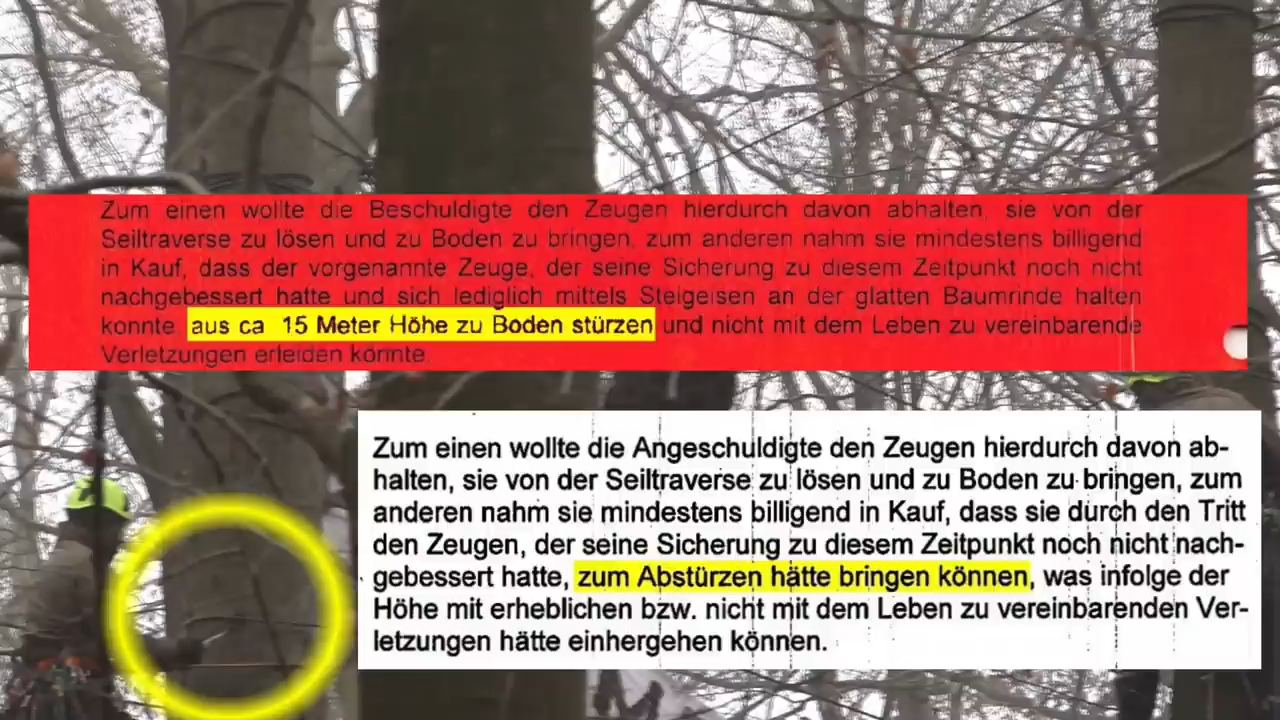 Zum einen wollte die Beschuldigte den Zeugen hierdurch davon abhalten, sie von der
Seiltraverse zu lösen und zu Boden zu bringen, zum anderen nahm sie mindestens billigend
in Kauf, dass der vorgenannte Zeuge, der seine Sicherung zu diesem Zeitpunkt noch nicht
nachgebessert hatte und sich lediglich mittels Steigeisen an der glatten Baumrinde halten
konnte aus ca 15 Meter Höhe zu Boden stürzen und nicht mit dem Leben zu vereinbarende
Verletzungen erleiden könnte.
Zum einen wollte die Angeschuldigte den Zeugen hierdurch davon ab-
halten, sie von der Seiltraverse zu lösen und zu Boden zu bringen, zum
anderen nahm sie mindestens billigend in Kauf, dass sie durch den Tritt
den Zeugen, der seine Sicherung zu diesem Zeitpunkt noch nicht nach-
gebessert hatte, zum Abstürzen hätte bringen können, was infolge der
Höhe mit erheblichen bzw. nicht mit dem Leben zu vereinbarenden Ver-
letzungen hätte einhergehen können.